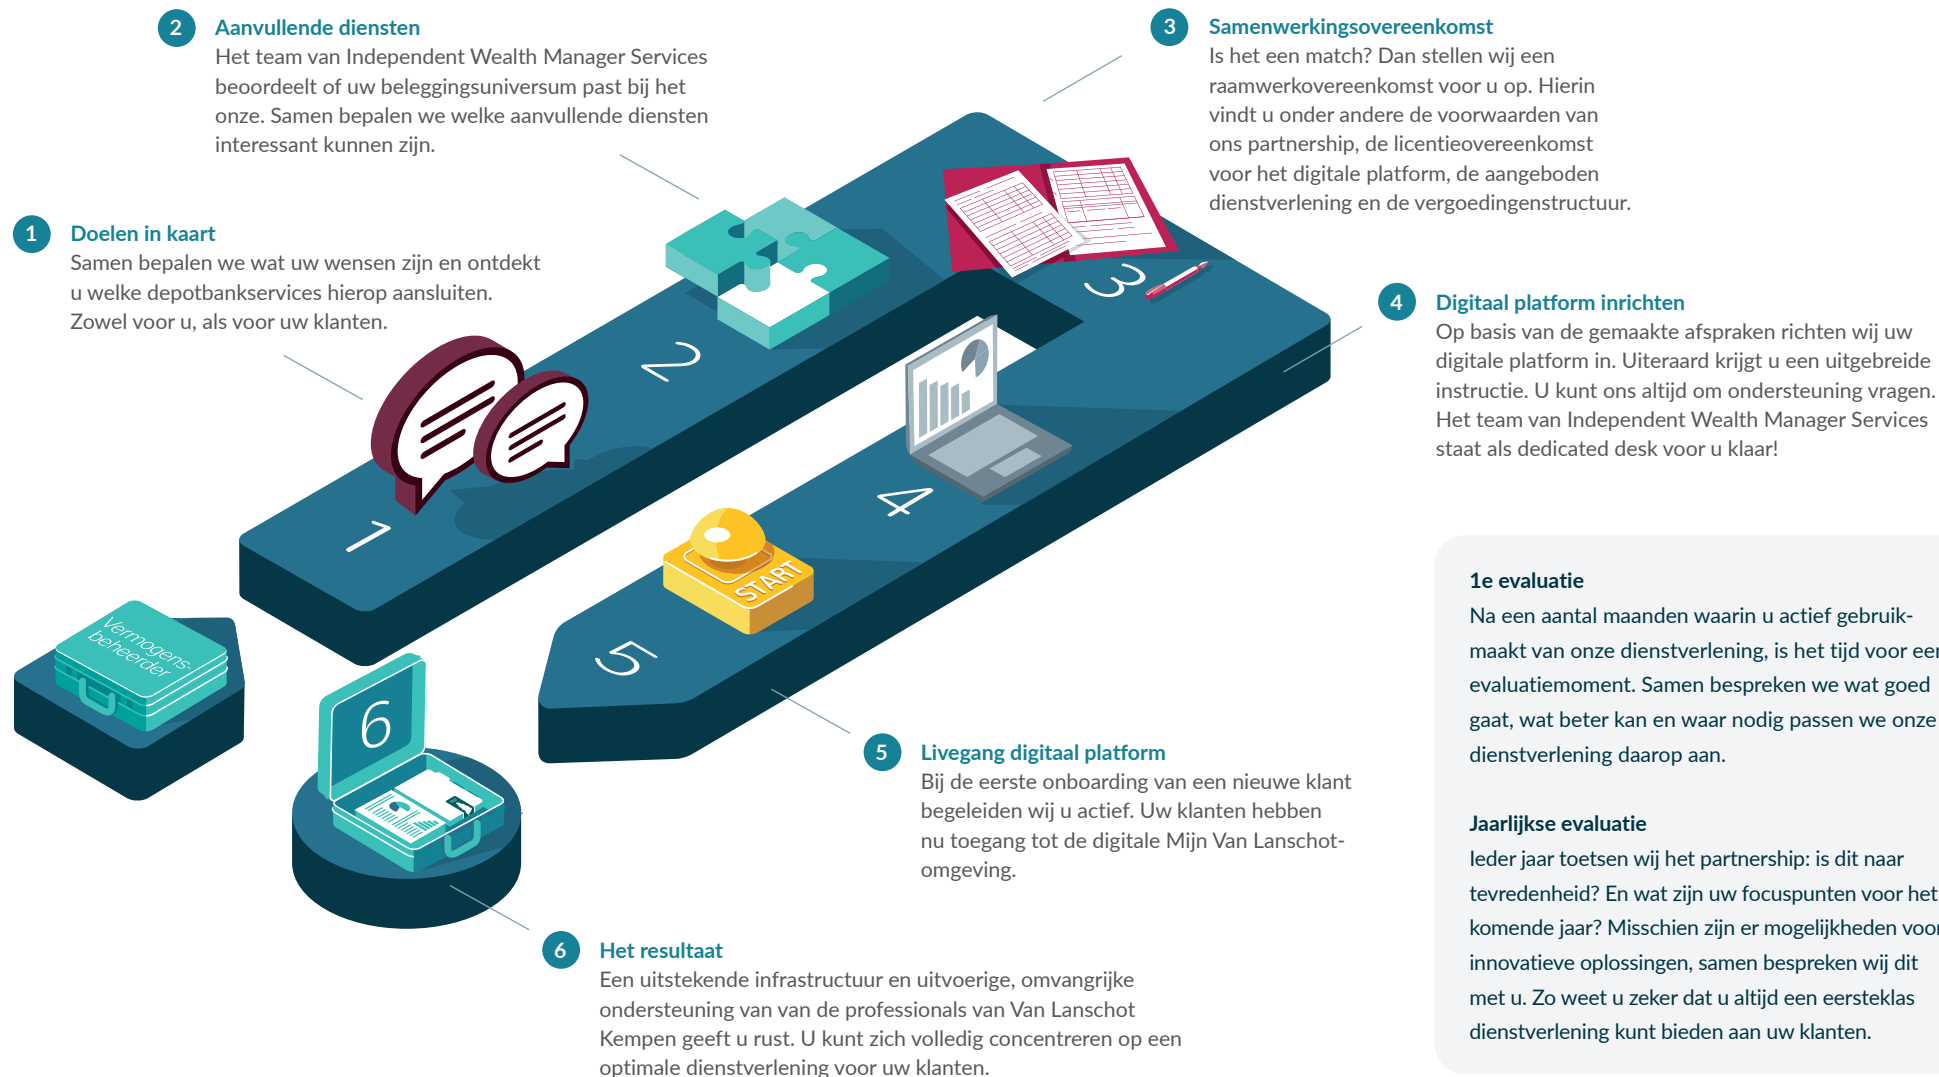 2
Aanvullende diensten
Het team van Independent Wealth Manager Services
beoordeelt of uw beleggingsuniversum past bij het
onze. Samen bepalen we welke aanvullende diensten
interessant kunnen zijn.
3
Samenwerkingsovereenkomst
Is het een match? Dan stellen wij een
raamwerkovereenkomst voor u op. Hierin
vindt u onder andere de voorwaarden van
ons partnership, de licentieovereenkomst
voor het digitale platform, de aangeboden
dienstverlening en de vergoedingenstructuur.
1
Doelen in kaart
Samen bepalen we wat uw wensen zijn en ontdekt
u welke depotbankservices hierop aansluiten.
Zowel voor u, als voor uw klanten.
4
Digitaal platform inrichten
Op basis van de gemaakte afspraken richten wij uw
digitale platform in. Uiteraard krijgt u een uitgebreide
instructie. U kunt ons altijd om ondersteuning vragen.
Het team van Independent Wealth Manager Services
staat als dedicated desk voor u klaar!
3
2
4
1
START
5
Vermogens-
beheerder
6
1e evaluatie
Na een aantal maanden waarin u actief gebruik-
maakt van onze dienstverlening, is het tijd voor een
evaluatiemoment. Samen bespreken we wat goed
gaat, wat beter kan en waar nodig passen we onze
dienstverlening daarop aan.
Jaarlijkse evaluatie
Ieder jaar toetsen wij het partnership: is dit naar
tevredenheid? En wat zijn uw focuspunten voor het
komende jaar? Misschien zijn er mogelijkheden voor
innovatieve oplossingen, samen bespreken wij dit
met u. Zo weet u zeker dat u altijd een eersteklas
dienstverlening kunt bieden aan uw klanten.
5
Livegang digitaal platform
Bij de eerste onboarding van een nieuwe klant
begeleiden wij u actief. Uw klanten hebben
nu toegang tot de digitale Mijn Van Lanschot-
omgeving.
6
Het resultaat
Een uitstekende infrastructuur en uitvoerige, omvangrijke
ondersteuning van van de professionals van Van Lanschot
Kempen geeft u rust. U kunt zich volledig concentreren op een
optimale dienstverlening voor uw klanten.